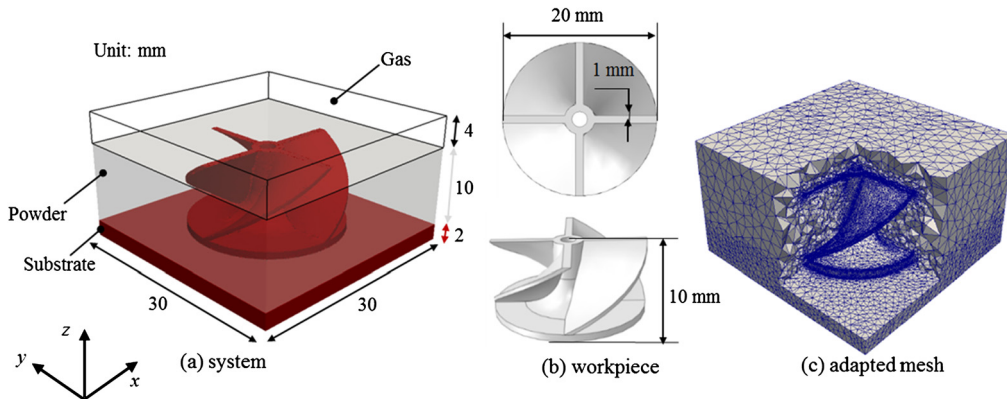 Unit: mm
Gas
4
10
2
Powder
Substrate
30
30
z
y
x
(a) system
20 mm
1 mm
10 mm
(b) workpiece
(c) adapted mesh